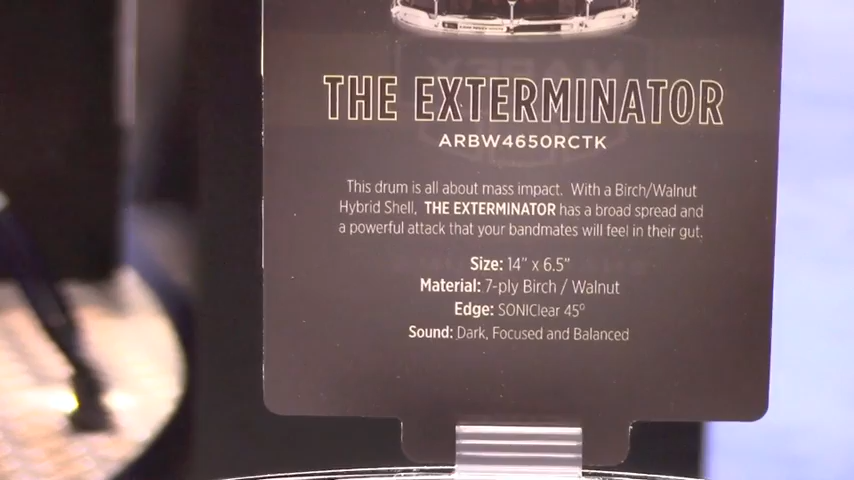 THE EXTERMINATOR
ARBW4650RCTK
This drum is all about mass impact. With a Birch/Walnut
Hybrid Shell, THE EXTERMINATOR has a broad spread and
a powerful attack that your bandmates will feel in their gut.
Size: 14" x 6.5"
Material: 7-ply Birch / Walnut
Edge: SONIClear 45º
Sound: Dark, Focused and Balanced